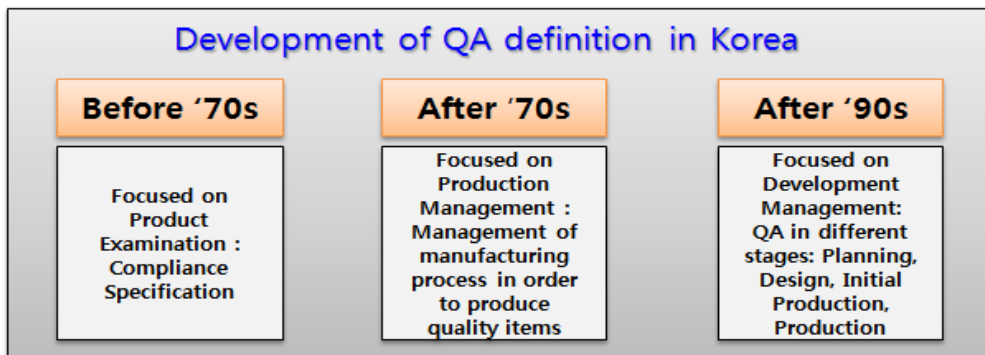 Development of QA definition in Korea
Before ‘70s
Focused on
Product
Examination :
Compliance
Specification
After ‘70s
Focused on
Production
Management :
Management of
manufacturing
process in order
to produce
quality items
After ‘90s
Focused on
Development
Management:
QA in different
stages: Planning,
Design, Initial
Production,
Production